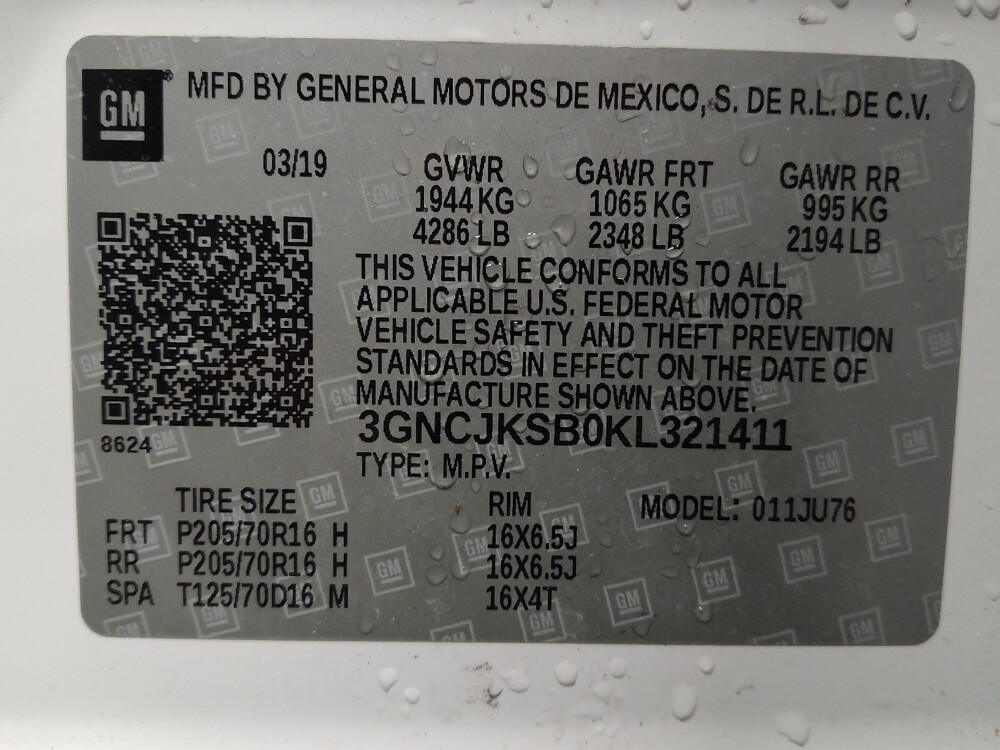 GM® MFD BY GENERAL MOTORS DE MEXICO, S. DE R.L. DE C.V.
03/19 GVWR GAWR FRT GAWR RR
1944 KG 1065 KG 995 KG
4286 LB 2348 LB 2194 LB
THIS VEHICLE CONFORMS TO ALL
APPLICABLE U.S. FEDERAL MOTOR
VEHICLE SAFETY AND THEFT PREVENTION
STANDARDS IN EFFECT ON THE DATE OF
MANUFACTURE SHOWN ABOVE.
3GNCJKSB0KL321411
8624
TYPE: M.P.V.
TIRE SIZE RIM MODEL: 011JU76
FRT P205/70R16 H 16X6.5J
RR P205/70R16 H 16X6.5J
SPA T125/70D16 M 16X4T